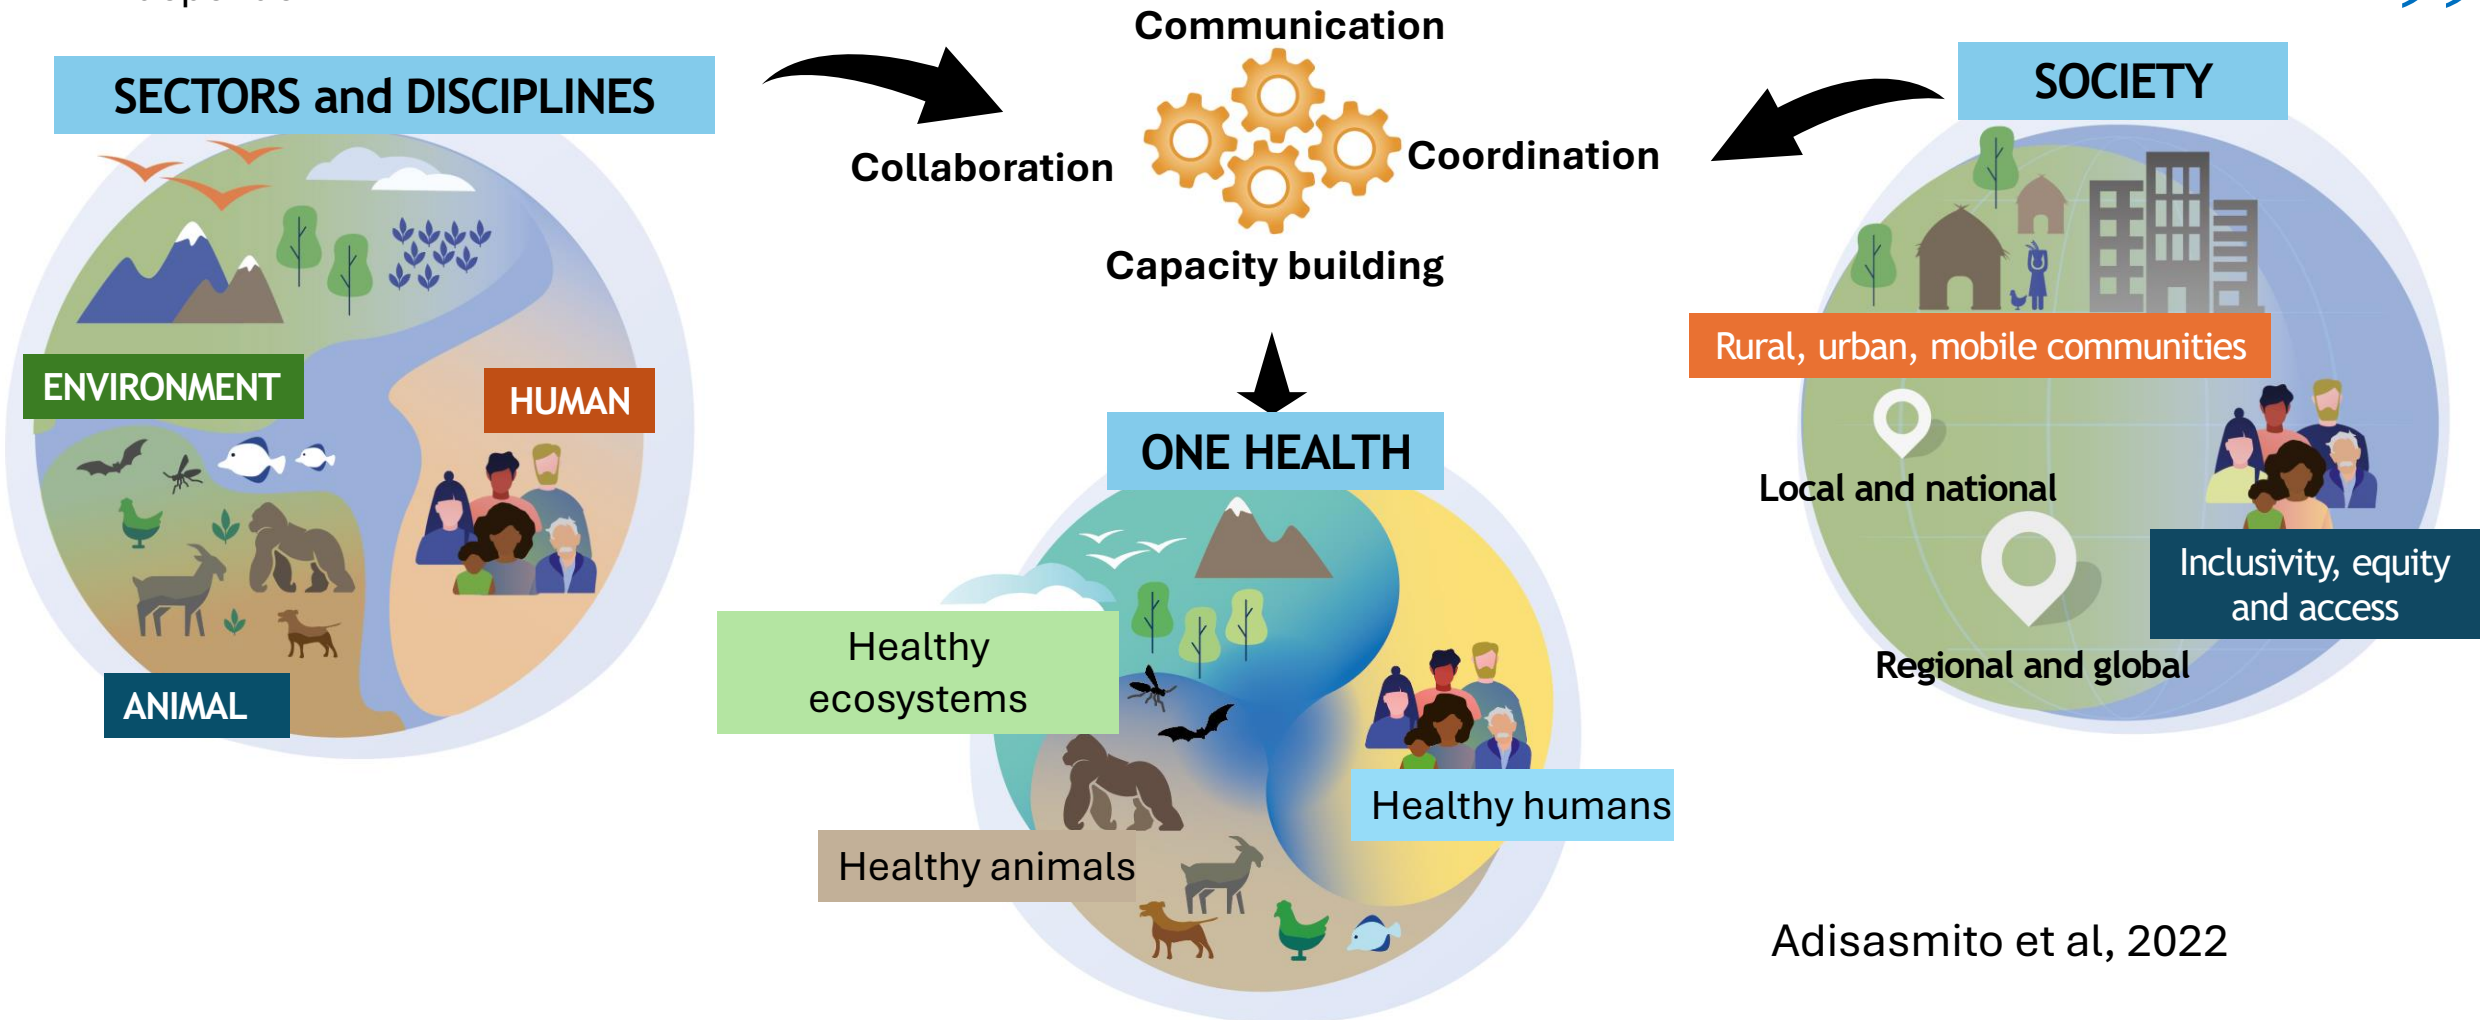 Communication
SECTORS and DISCIPLINES
SOCIETY
Collaboration
Coordination
Capacity building
Rural, urban, mobile communities
ENVIRONMENT
HUMAN
ONE HEALTH
Local and national
Inclusivity, equity
and access
Healthy
ecosystems
Regional and global
ANIMAL
Healthy humans
Healthy animals
Adisasmito et al, 2022